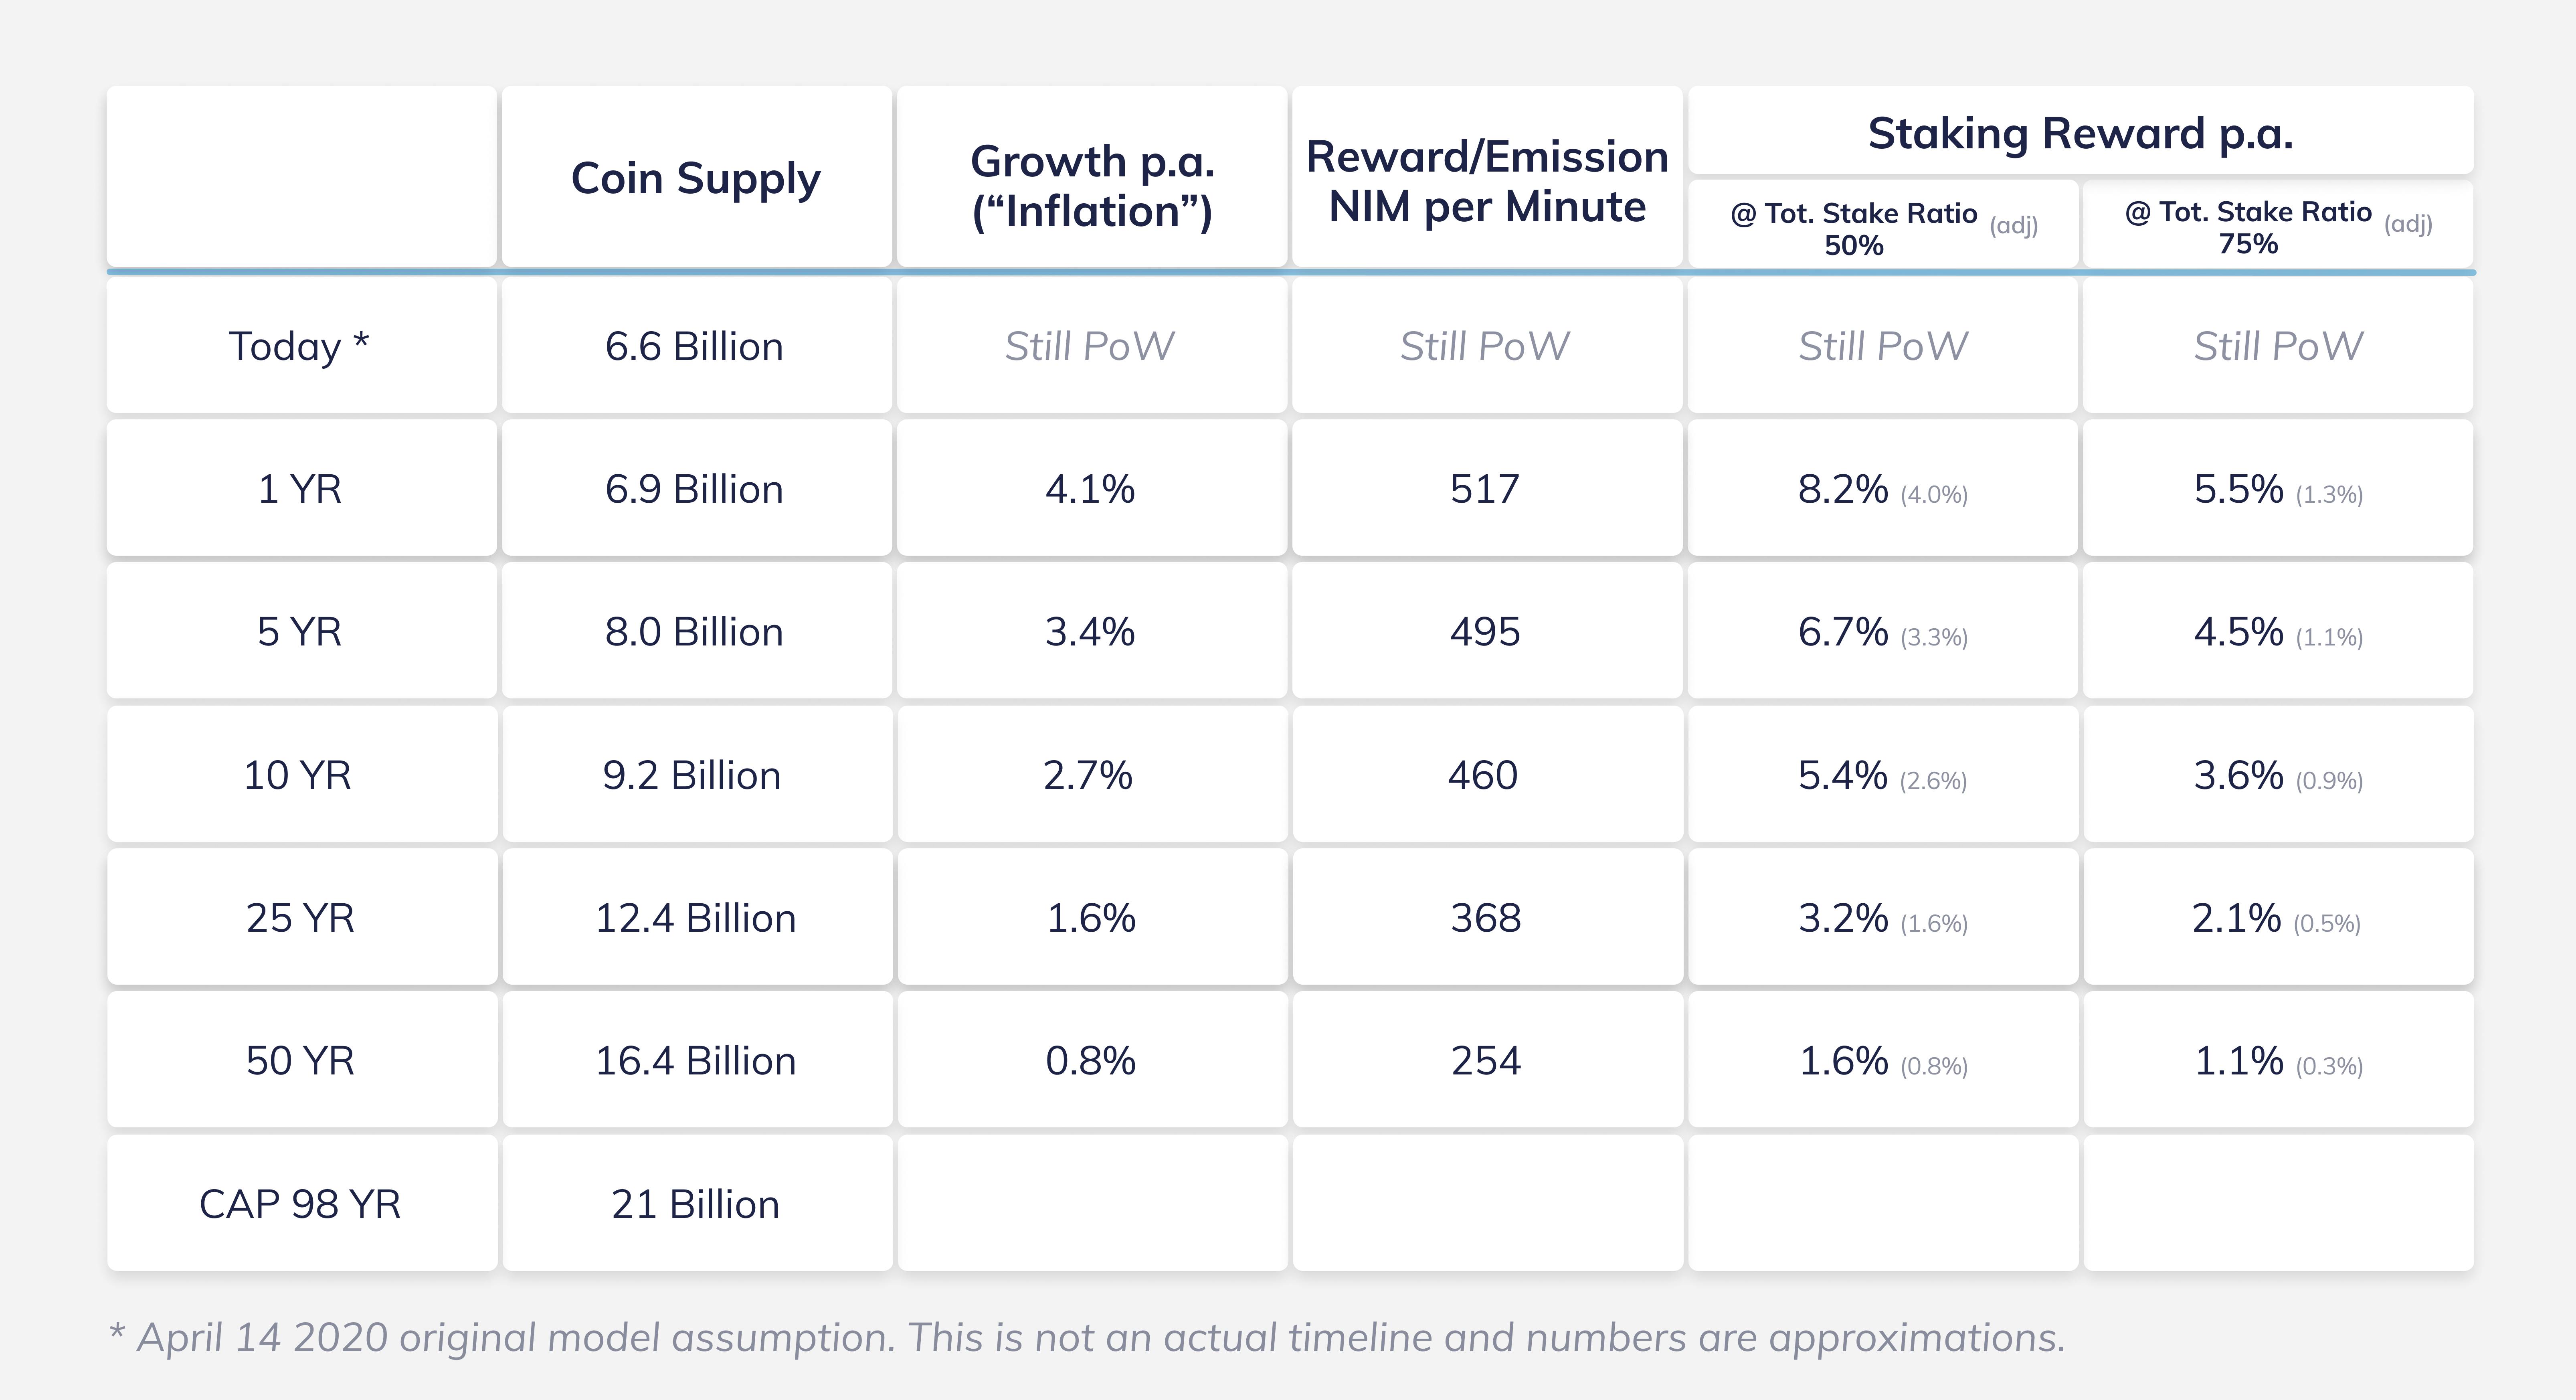 Coin Supply
Growth p.a.
(“Inflation”)
Reward/Emission
NIM per Minute
Staking Reward p.a.
@ Tot. Stake Ratio (adj)
50%
@ Tot. Stake Ratio (adj)
75%
Today * 6.6 Billion Still PoW Still PoW Still PoW Still PoW
1 YR 6.9 Billion 4.1% 517 8.2% (4.0%) 5.5% (1.3%)
5 YR 8.0 Billion 3.4% 495 6.7% (3.3%) 4.5% (1.1%)
10 YR 9.2 Billion 2.7% 460 5.4% (2.6%) 3.6% (0.9%)
25 YR 12.4 Billion 1.6% 368 3.2% (1.6%) 2.1% (0.5%)
50 YR 16.4 Billion 0.8% 254 1.6% (0.8%) 1.1% (0.3%)
CAP 98 YR 21 Billion
* April 14 2020 original model assumption. This is not an actual timeline and numbers are approximations.